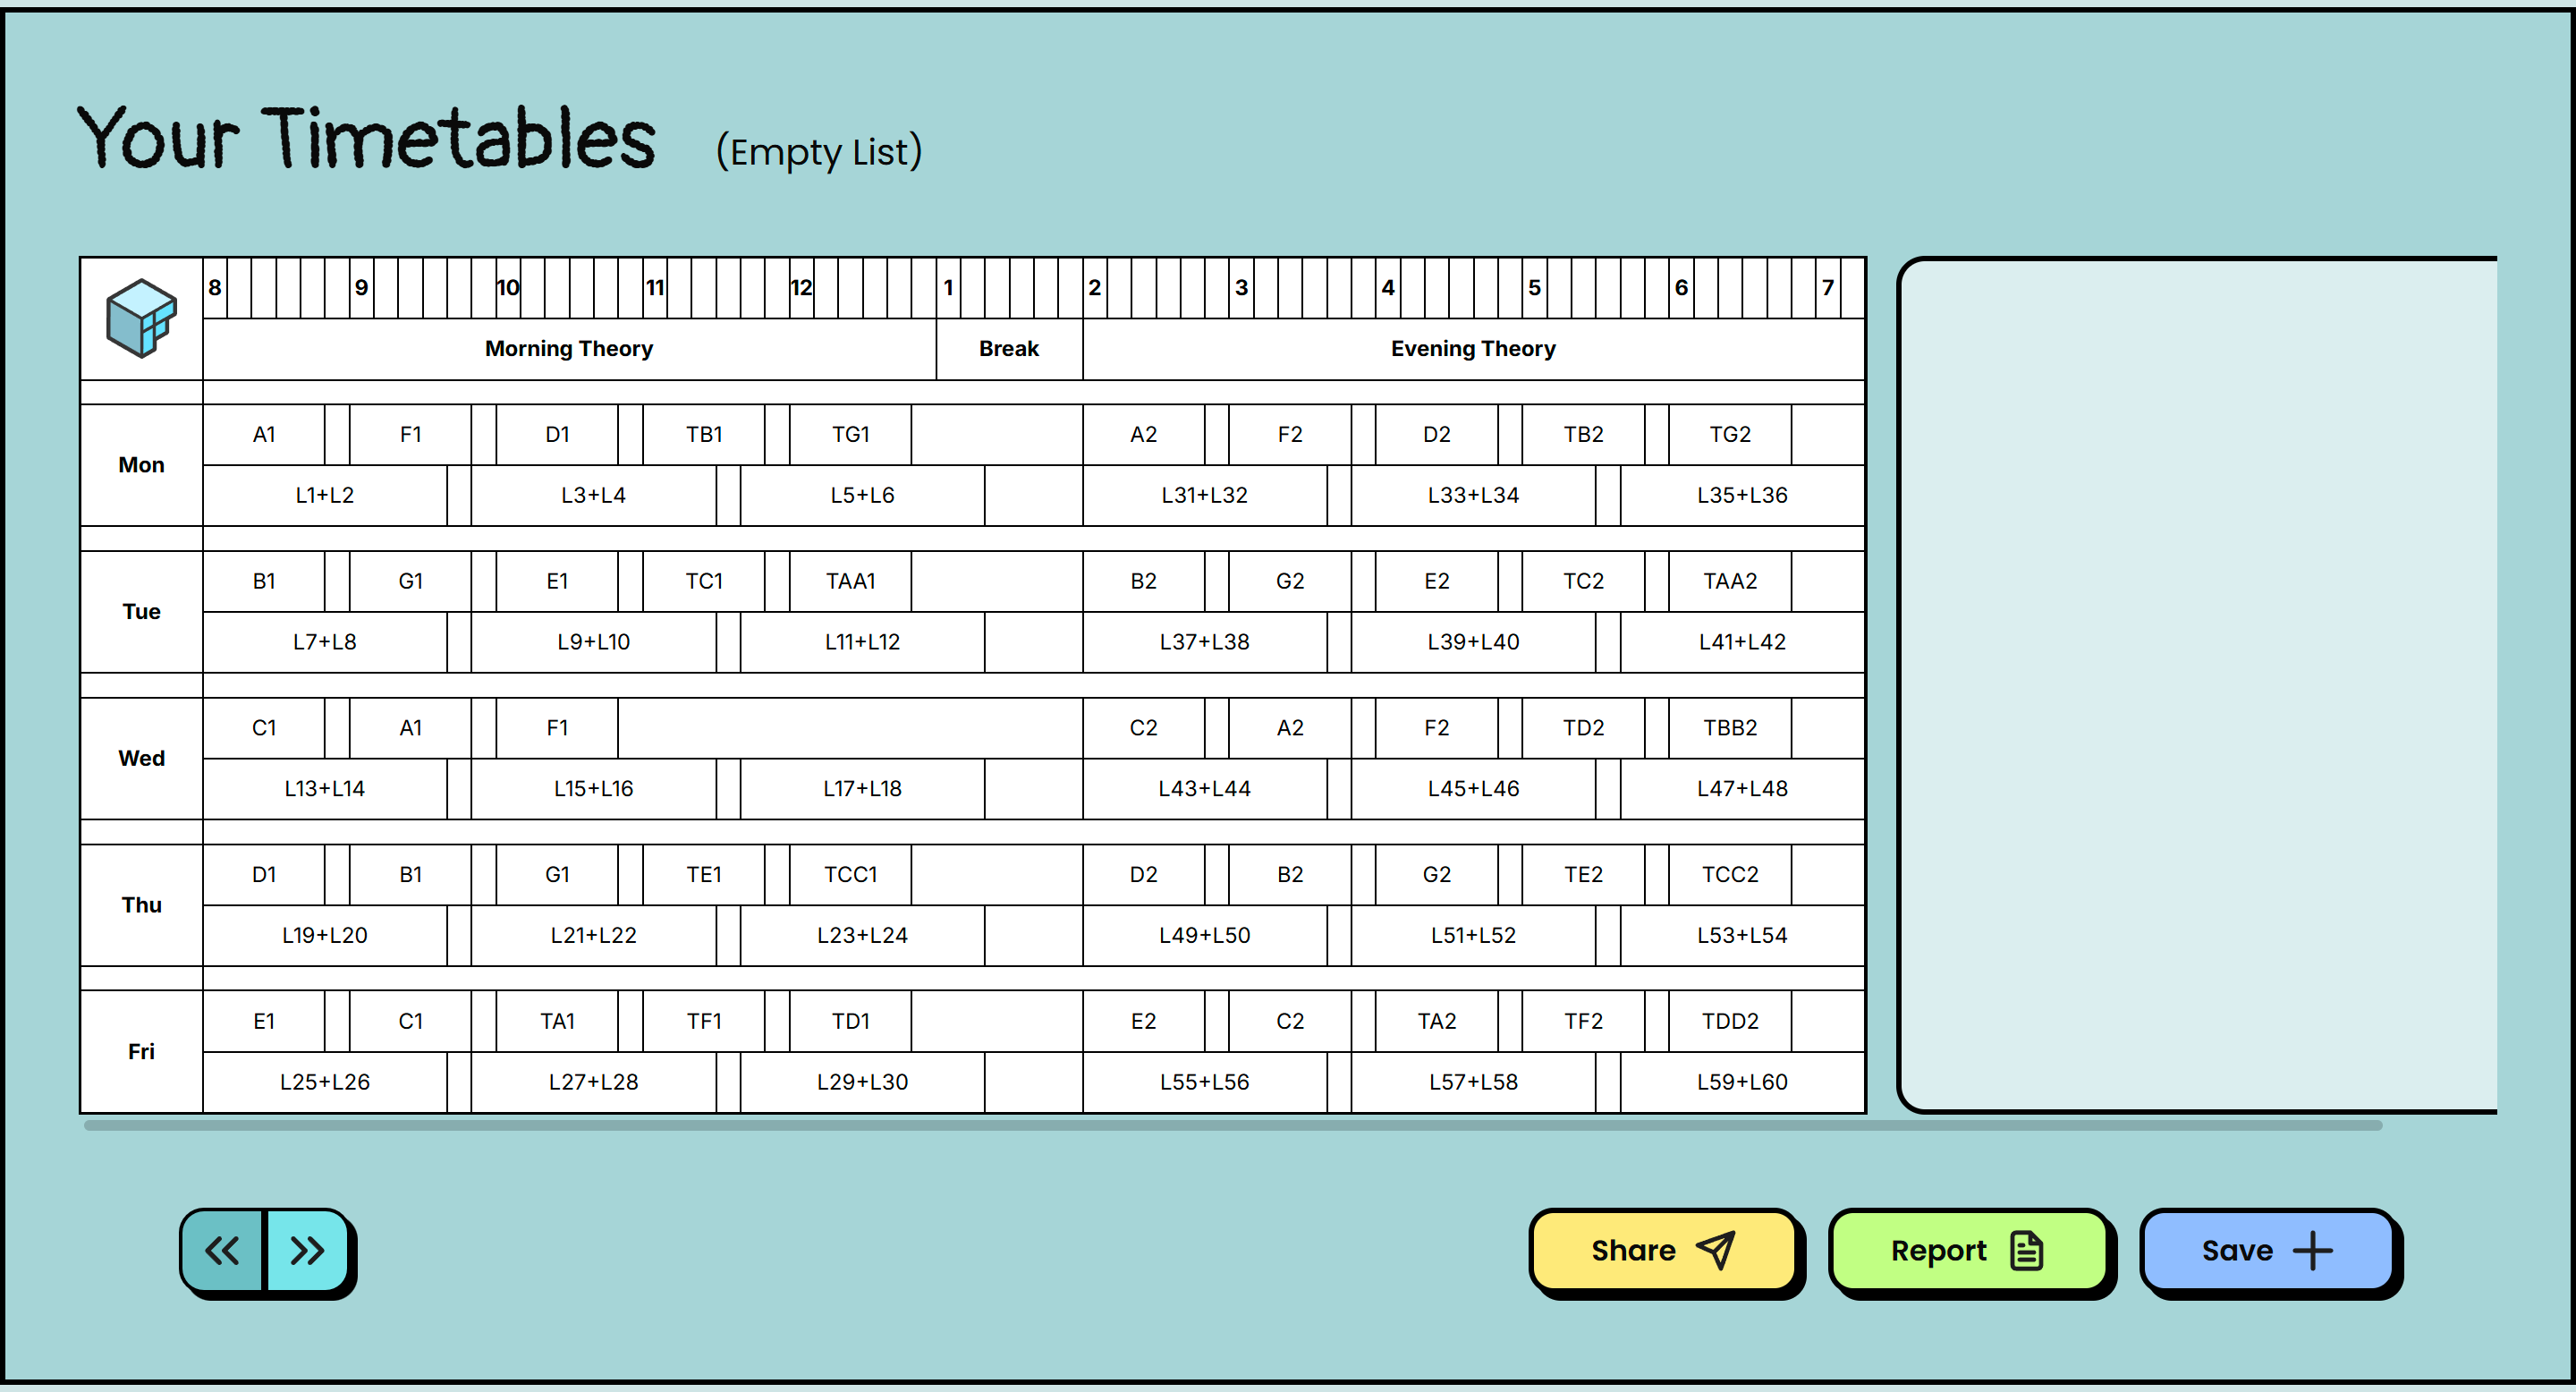 Your Timetables (Empty List)
8 9 10 11 12 1 2 3 4 5 6 7
Morning Theory Break Evening Theory
Mon
A1 F1 D1 TB1 TG1 A2 F2 D2 TB2 TG2
L1+L2 L3+L4 L5+L6 L31+L32 L33+L34 L35+L36
Tue
B1 G1 E1 TC1 TAA1 B2 G2 E2 TC2 TAA2
L7+L8 L9+L10 L11+L12 L37+L38 L39+L40 L41+L42
Wed
C1 A1 F1 C2 A2 F2 TD2 TBB2
L13+L14 L15+L16 L17+L18 L43+L44 L45+L46 L47+L48
Thu
D1 B1 G1 TE1 TCC1 D2 B2 G2 TE2 TCC2
L19+L20 L21+L22 L23+L24 L49+L50 L51+L52 L53+L54
Fri
E1 C1 TA1 TF1 TD1 E2 C2 TA2 TF2 TDD2
L25+L26 L27+L28 L29+L30 L55+L56 L57+L58 L59+L60
Share Report Save